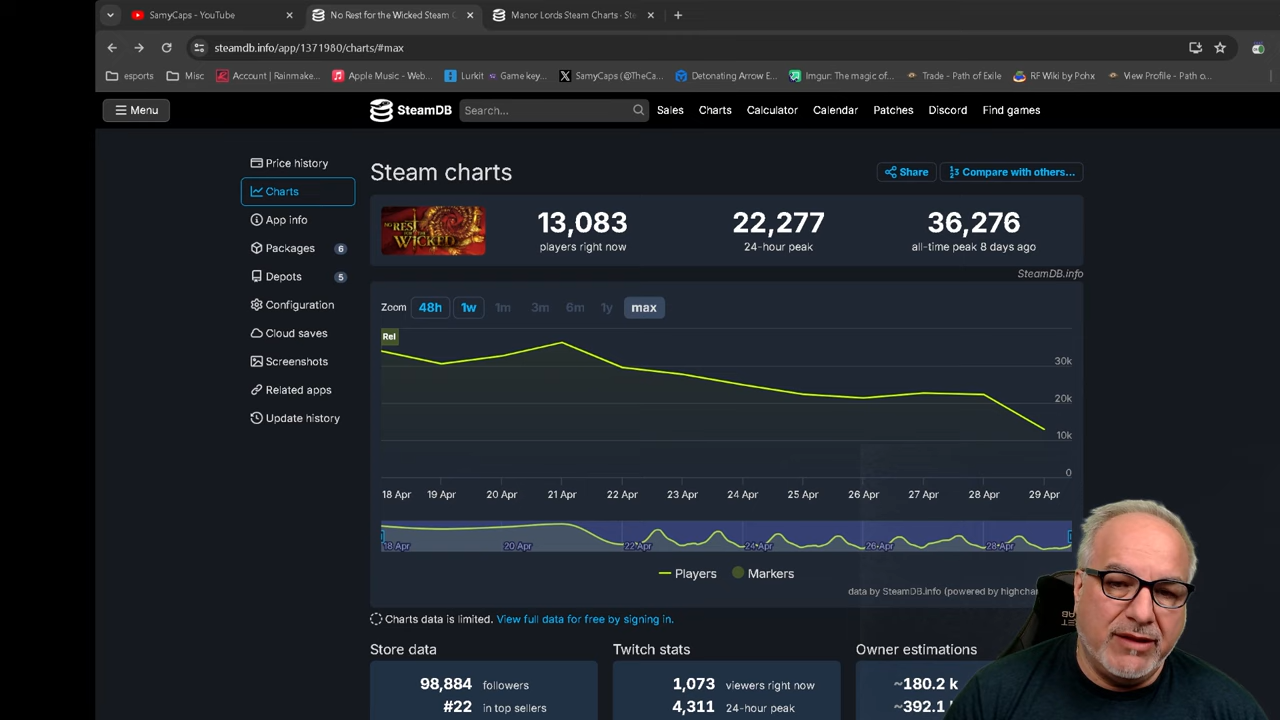 SamyCaps - YouTube
No Rest for the Wicked Steam C
Manor Lords Steam Charts · Ste
steamdb.info/app/1371980/charts/#max
esports
Misc
Account | Rainmake...
Apple Music - Web...
Lurkit
Game key...
SamyCaps (@TheCa...
Detonating Arrow E...
Imgur: The magic of...
Trade - Path of Exile
RF Wiki by Pohx
View Profile - Path o...
Menu
SteamDB
Search...
Sales
Charts
Calculator
Calendar
Patches
Discord
Find games
Price history
Charts
App info
Packages 6
Depots 5
Configuration
Cloud saves
Screenshots
Related apps
Update history
Steam charts
Share
Compare with others...
NO REST FOR THE WICKED
13,083
players right now
22,277
24-hour peak
36,276
all-time peak 8 days ago
SteamDB.info
Zoom 48h 1w 1m 3m 6m 1y max
Rel
30k
20k
10k
0
18 Apr 19 Apr 20 Apr 21 Apr 22 Apr 23 Apr 24 Apr 25 Apr 26 Apr 27 Apr 28 Apr 29 Apr
18 Apr 20 Apr 22 Apr 24 Apr 26 Apr 28 Apr
Players Markers
data by SteamDB.info (powered by highchar
Charts data is limited. View full data for free by signing in.
Store data
98,884 followers
#22 in top sellers
Twitch stats
1,073 viewers right now
4,311 24-hour peak
Owner estimations
~180.2 k
~392.1